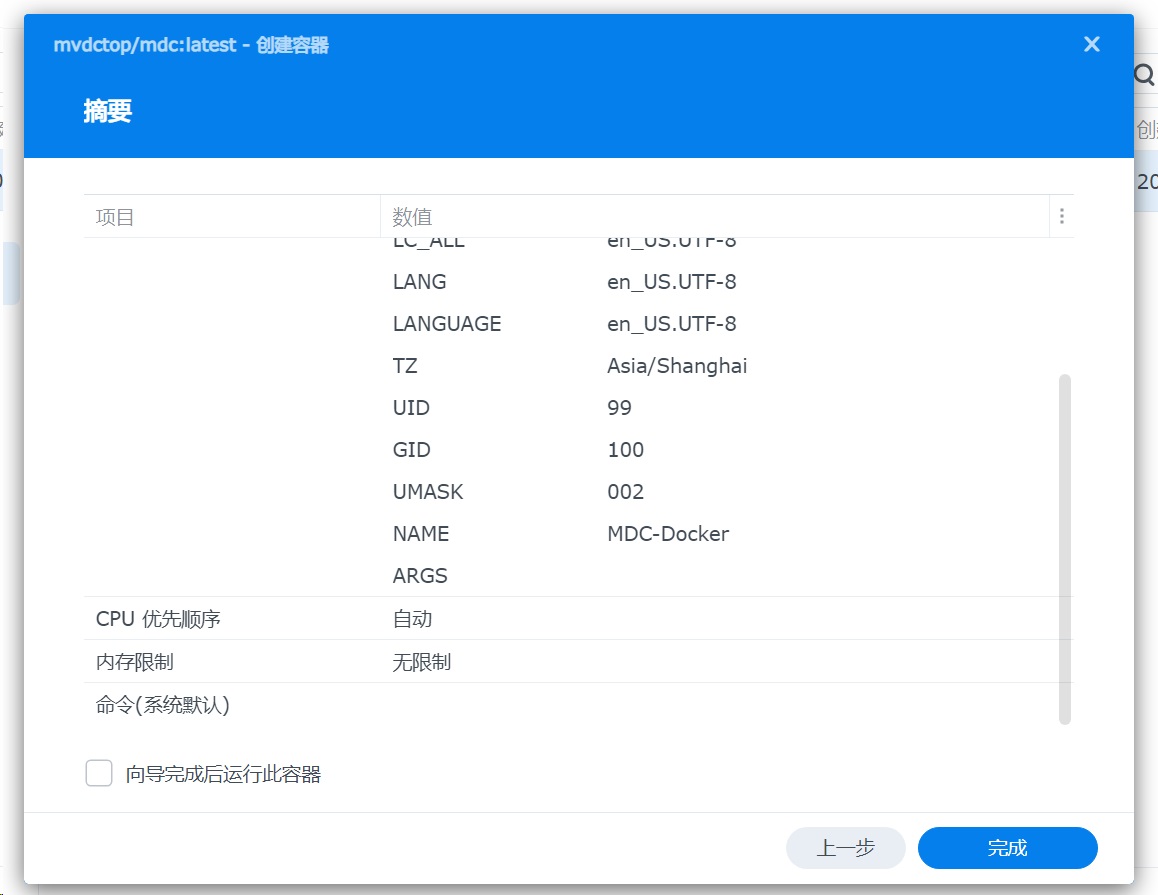 mvdctop/mdc:latest - 创建容器
摘要
项目 数值
LC_ALL en_US.UTF-8
LANG en_US.UTF-8
LANGUAGE en_US.UTF-8
TZ Asia/Shanghai
UID 99
GID 100
UMASK 002
NAME MDC-Docker
ARGS
CPU 优先顺序 自动
内存限制 无限制
命令(系统默认)
向导完成后运行此容器
上一步 完成
创
20